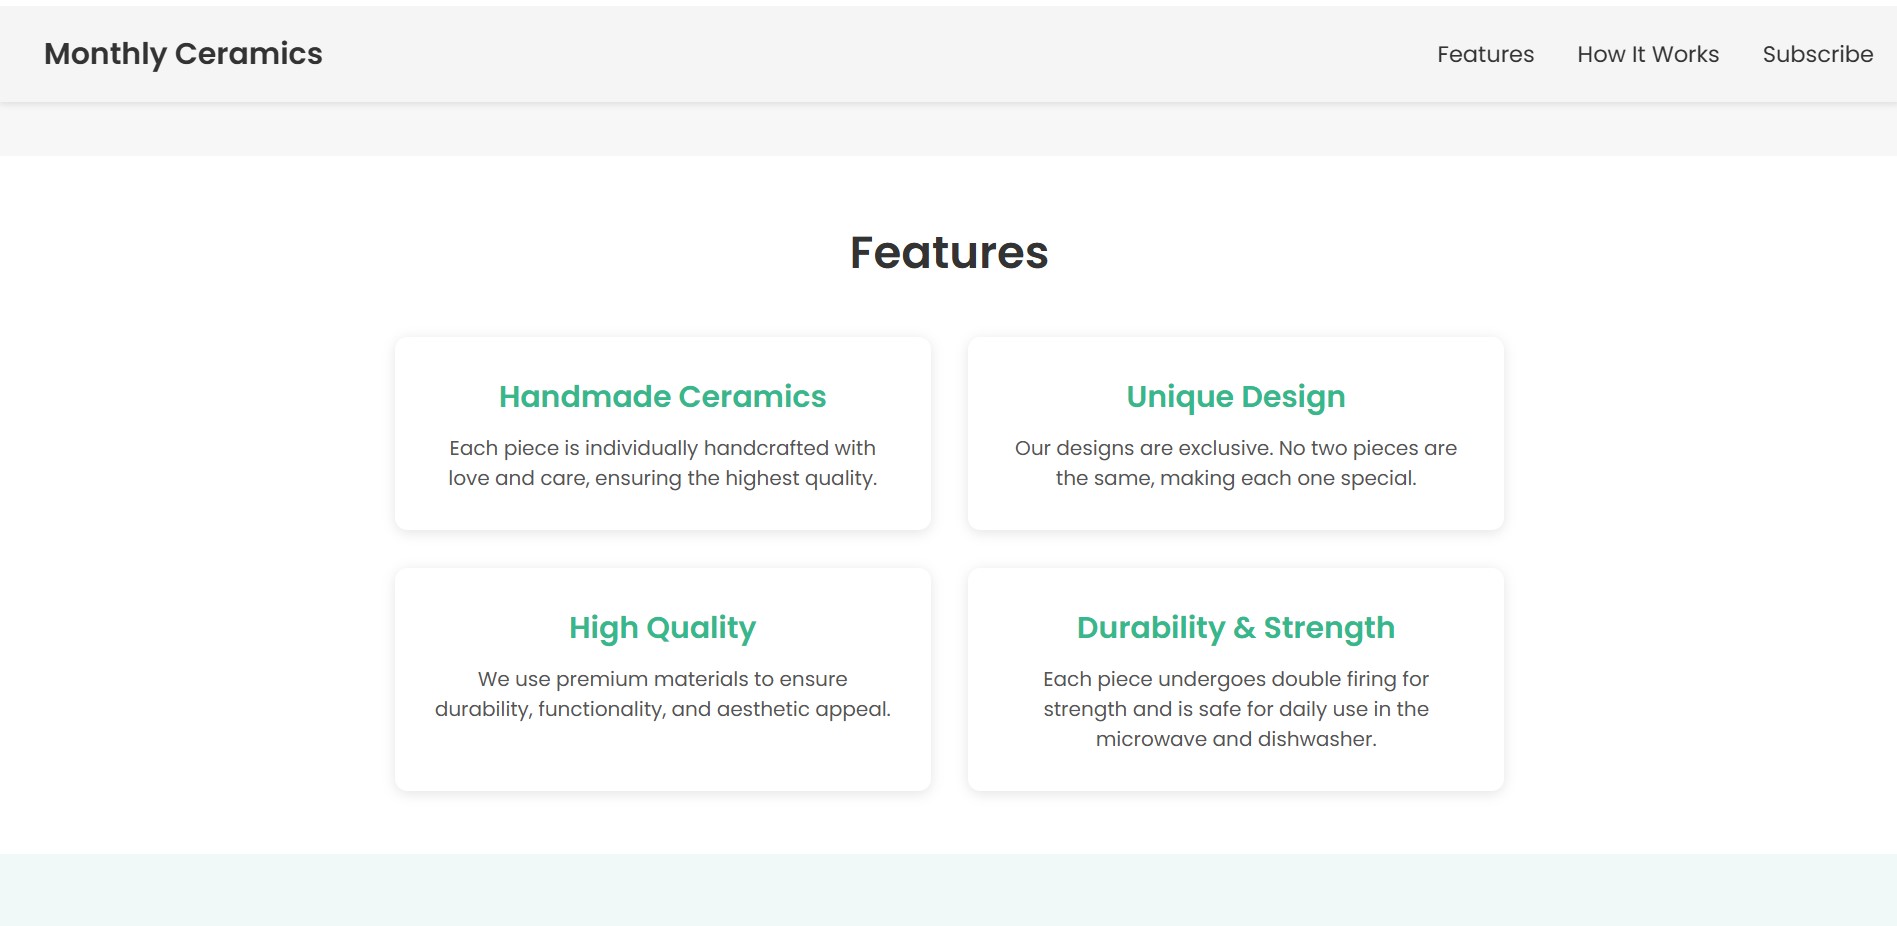 Monthly Ceramics
Features
How It Works
Subscribe
Features
Handmade Ceramics
Each piece is individually handcrafted with
love and care, ensuring the highest quality.
Unique Design
Our designs are exclusive. No two pieces are
the same, making each one special.
High Quality
We use premium materials to ensure
durability, functionality, and aesthetic appeal.
Durability & Strength
Each piece undergoes double firing for
strength and is safe for daily use in the
microwave and dishwasher.